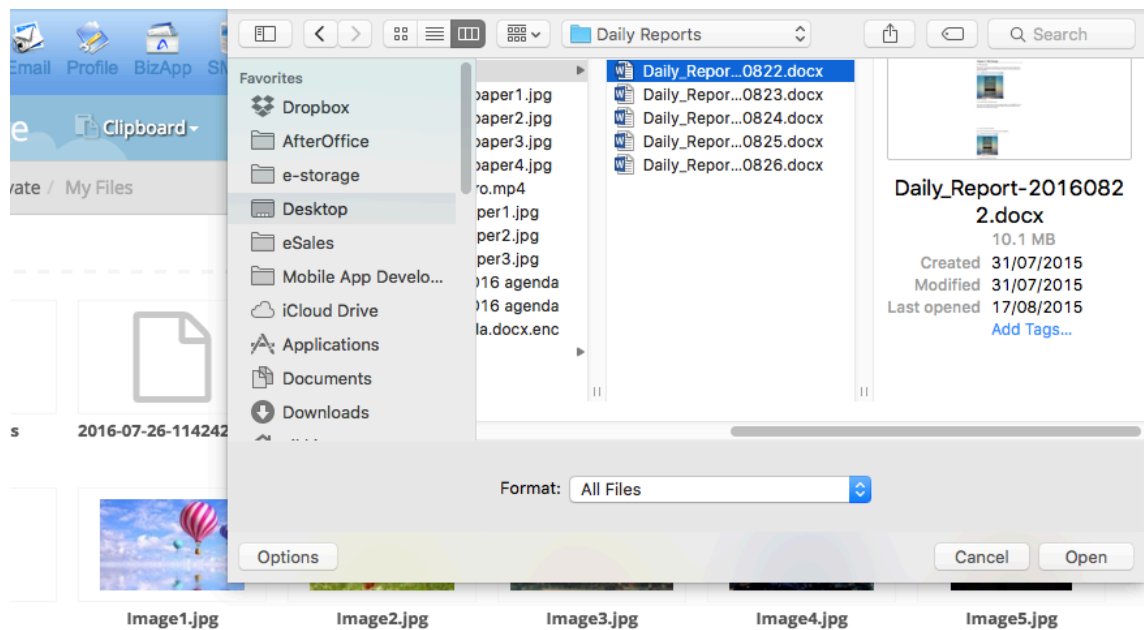 Daily Reports
Search
Email Profile BizApp
Clipboard
vate / My Files
Favorites
Dropbox
AfterOffice
e-storage
Desktop
eSales
Mobile App Develo...
iCloud Drive
Applications
Documents
Downloads
paper1.jpg
paper2.jpg
paper3.jpg
paper4.jpg
ro.mp4
per1.jpg
per2.jpg
per3.jpg
016 agenda
016 agenda
la.docx.enc
Daily_Repor...0822.docx
Daily_Repor...0823.docx
Daily_Repor...0824.docx
Daily_Repor...0825.docx
Daily_Repor...0826.docx
Daily_Report-2016082
2.docx
10.1 MB
Created 31/07/2015
Modified 31/07/2015
Last opened 17/08/2015
Add Tags...
s
2016-07-26-114242
Format: All Files
Options
Cancel
Open
Image1.jpg
Image2.jpg
Image3.jpg
Image4.jpg
Image5.jpg